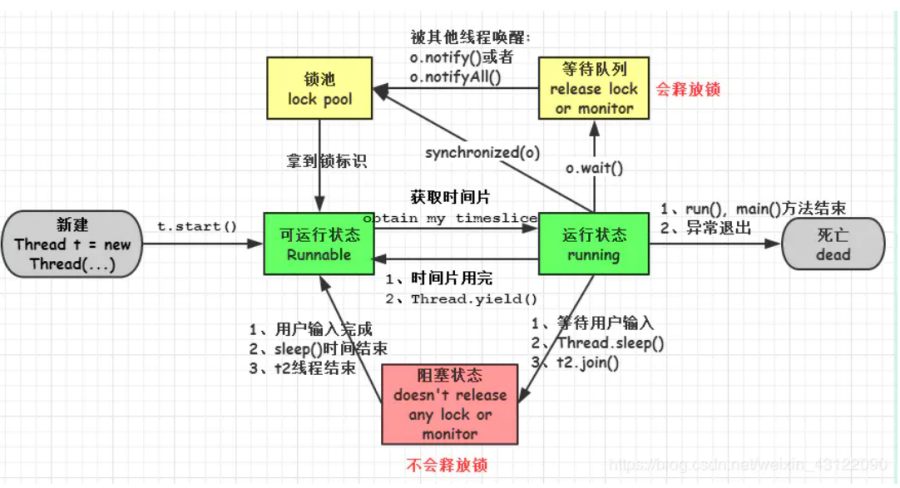 被其他线程唤醒：
o.notify()或者
o.notifyAll()
锁池
lock pool
等待队列
release lock
or monitor
会释放锁
synchronized(o)
o.wait()
拿到锁标识
获取时间片
obtain my timeslice
新建
Thread t = new
Thread(...)
t.start()
可运行状态
Runnable
运行状态
running
1、run(), main()方法结束
2、异常退出
死亡
dead
1、时间片用完
2、Thread.yield()
1、用户输入完成
2、sleep()时间结束
3、t2线程结束
1、等待用户输入
2、Thread.sleep()
3、t2.join()
阻塞状态
doesn't release
any lock or
monitor
不会释放锁
https://blog.csdn.net/weixin_43122090